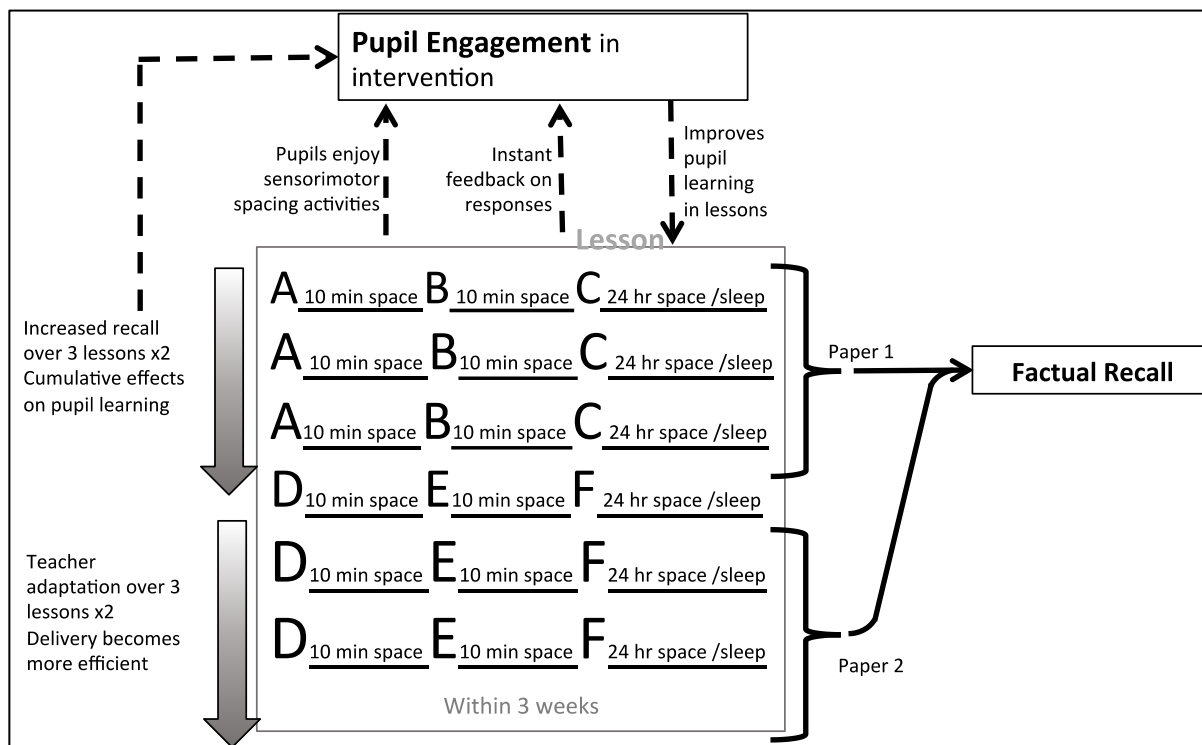 Pupil Engagement in
intervention
Pupils enjoy
sensorimotor
spacing activities
Instant
feedback on
responses
Improves
pupil
learning
in lessons
Lesson
A 10 min space B 10 min space C 24 hr space /sleep
A 10 min space B 10 min space C 24 hr space /sleep
A 10 min space B 10 min space C 24 hr space /sleep
D 10 min space E 10 min space F 24 hr space /sleep
D 10 min space E 10 min space F 24 hr space /sleep
D 10 min space E 10 min space F 24 hr space /sleep
Within 3 weeks
Increased recall
over 3 lessons x2
Cumulative effects
on pupil learning
Teacher
adaptation over 3
lessons x2
Delivery becomes
more efficient
Paper 1
Paper 2
Factual Recall